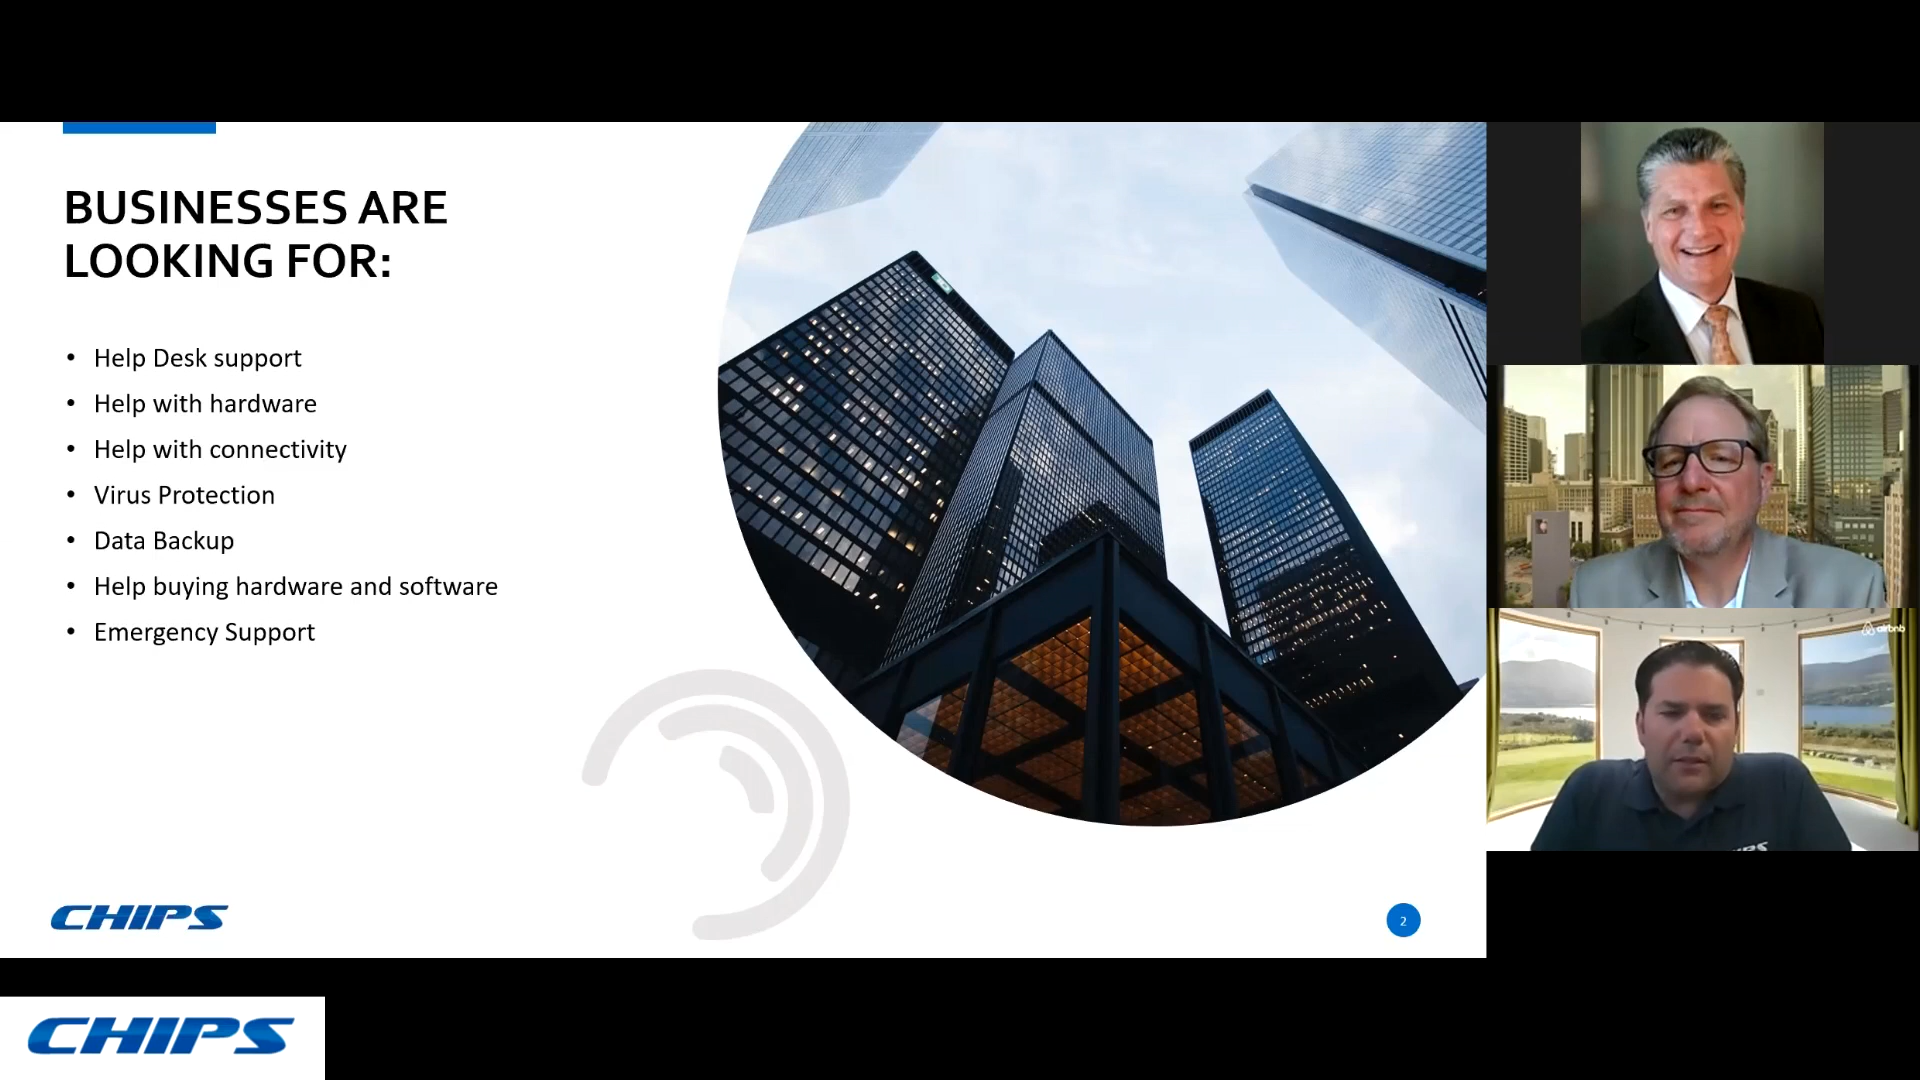 BUSINESSES ARE
LOOKING FOR:
• Help Desk support
• Help with hardware
• Help with connectivity
• Virus Protection
• Data Backup
• Help buying hardware and software
• Emergency Support
CHIPS
2
airbnb
CHIPS